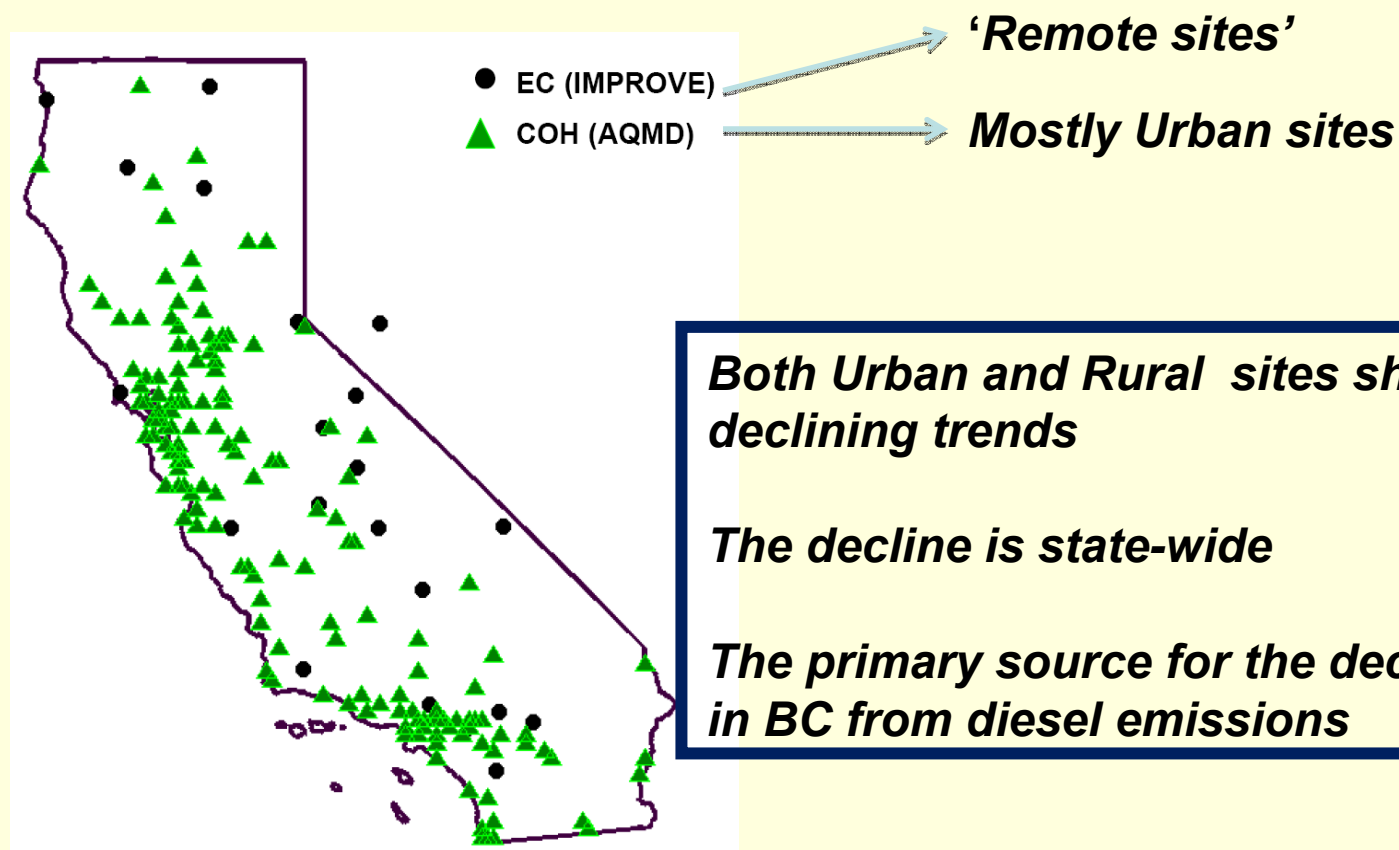 ‘Remote sites’
EC (IMPROVE)
COH (AQMD)
Mostly Urban sites
Both Urban and Rural sites sh
declining trends
The decline is state-wide
The primary source for the dec
in BC from diesel emissions